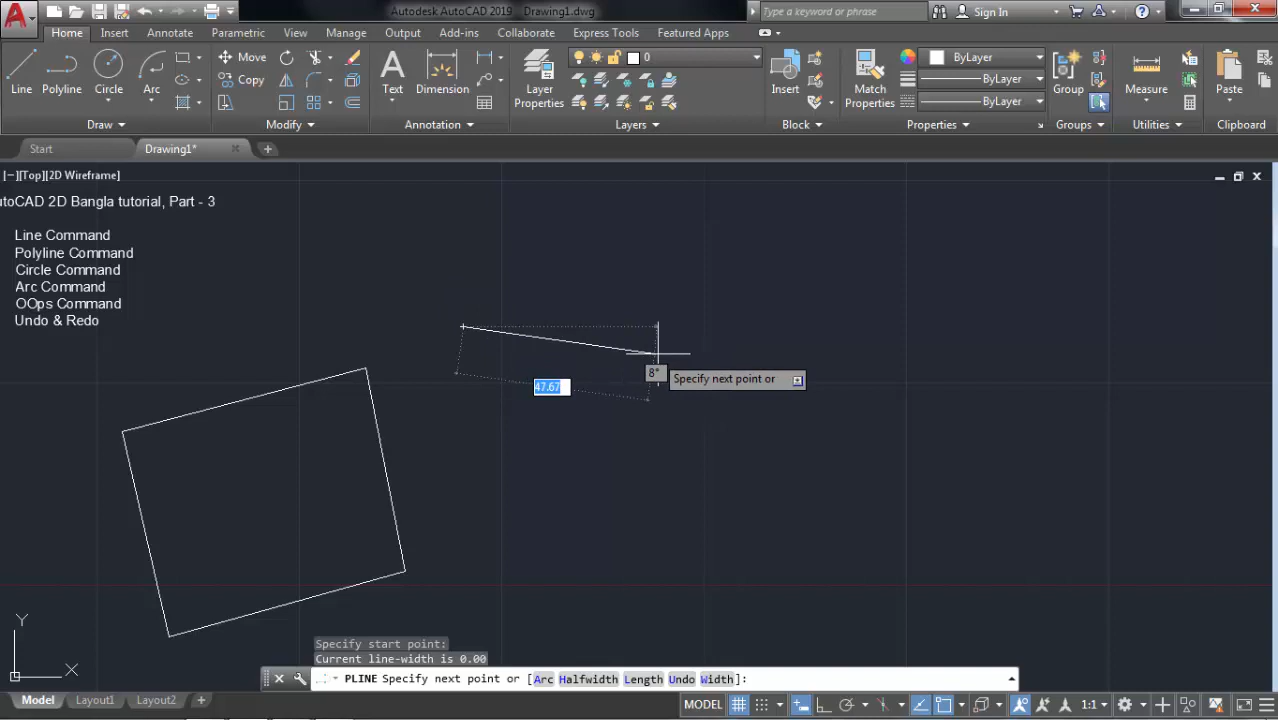 Autodesk AutoCAD 2019 Drawing1.dwg
Type a keyword or phrase
Sign In
Home Insert Annotate Parametric View Manage Output Add-ins Collaborate Express Tools Featured Apps
Line
Polyline
Circle
Arc
Move
Copy
Text
Dimension
Layer
Properties
0
Insert
Match
Properties
ByLayer
ByLayer
ByLayer
Group
Measure
Paste
Draw Modify Annotation Layers Block Properties Groups Utilities Clipboard
Start Drawing1*
[−][Top][2D Wireframe]
utoCAD 2D Bangla tutorial, Part - 3
Line Command
Polyline Command
Circle Command
Arc Command
OOps Command
Undo & Redo
8°
Specify next point or
47.67
Y
X
Specify start point:
Current line-width is 0.00
PLINE Specify next point or [Arc Halfwidth Length Undo Width]:
Model Layout1 Layout2
MODEL
1:1